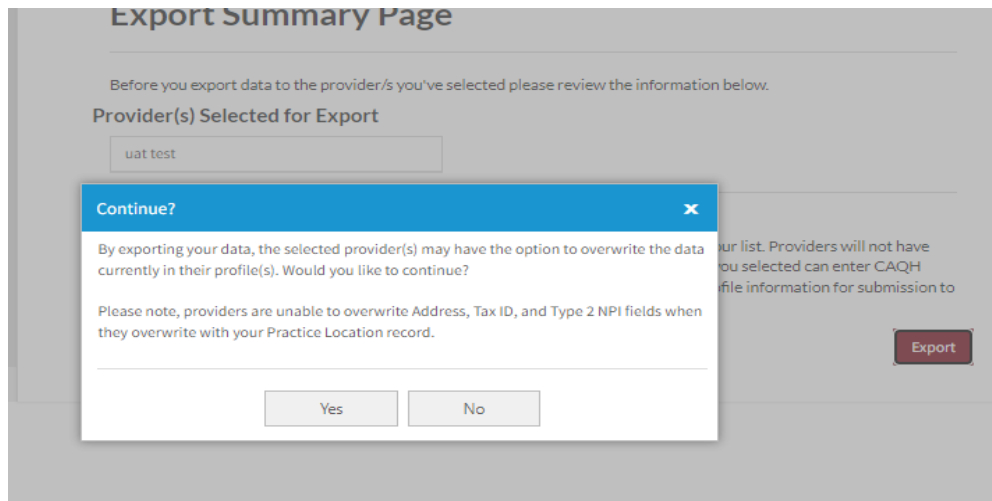 Export Summary Page
Before you export data to the provider/s you've selected please review the information below.
Provider(s) Selected for Export
uat test
Continue?
x
By exporting your data, the selected provider(s) may have the option to overwrite the data
currently in their profile(s). Would you like to continue?
Please note, providers are unable to overwrite Address, Tax ID, and Type 2 NPI fields when
they overwrite with your Practice Location record.
Yes
No
ur list. Providers will not have
you selected can enter CAQH
file information for submission to
Export